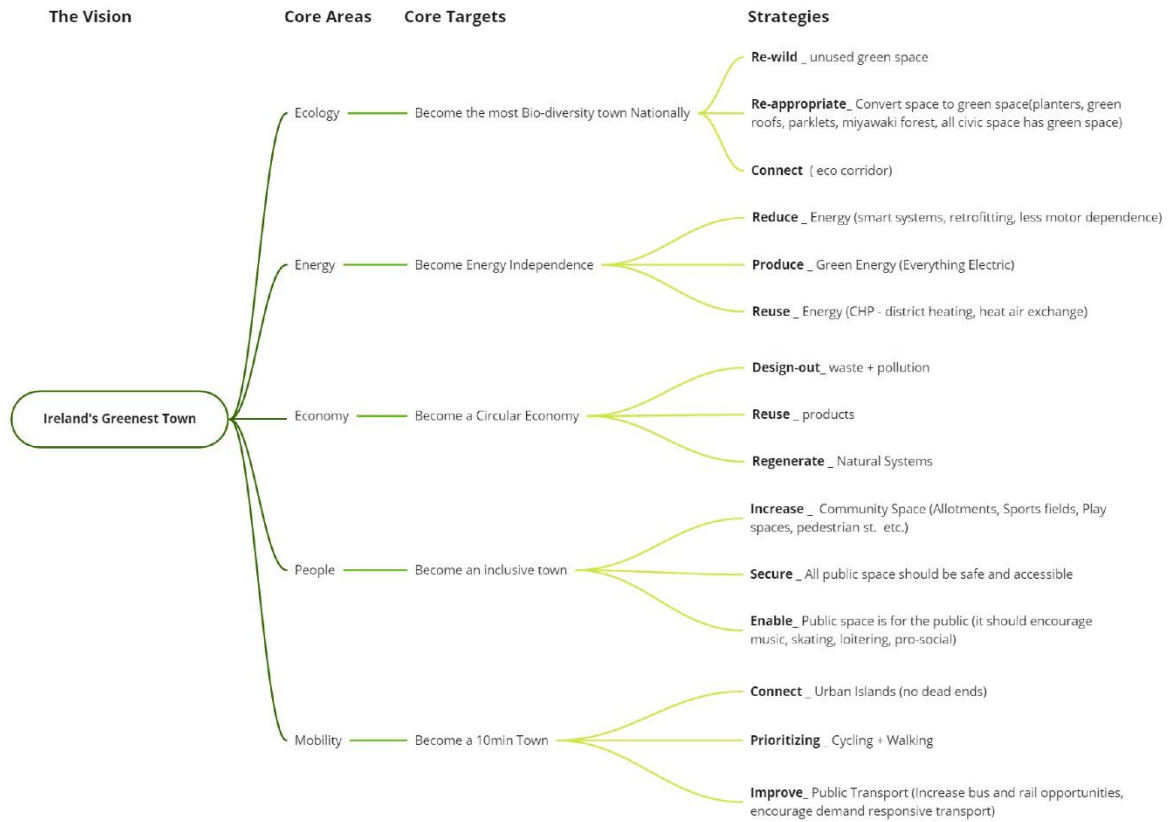 The Vision
Core Areas
Core Targets
Strategies
Ireland's Greenest Town
Ecology
Become the most Bio-diversity town Nationally
Re-wild _ unused green space
Re-appropriate_ Convert space to green space(planters, green
roofs, parklets, miyawaki forest, all civic space has green space)
Connect ( eco corridor)
Energy
Become Energy Independence
Reduce _ Energy (smart systems, retrofitting, less motor dependence)
Produce _ Green Energy (Everything Electric)
Reuse _ Energy (CHP - district heating, heat air exchange)
Economy
Become a Circular Economy
Design-out_ waste + pollution
Reuse _ products
Regenerate _ Natural Systems
People
Become an inclusive town
Increase _ Community Space (Allotments, Sports fields, Play
spaces, pedestrian st. etc.)
Secure _ All public space should be safe and accessible
Enable_ Public space is for the public (it should encourage
music, skating, loitering, pro-social)
Mobility
Become a 10min Town
Connect _ Urban Islands (no dead ends)
Prioritizing _ Cycling + Walking
Improve_ Public Transport (Increase bus and rail opportunities,
encourage demand responsive transport)